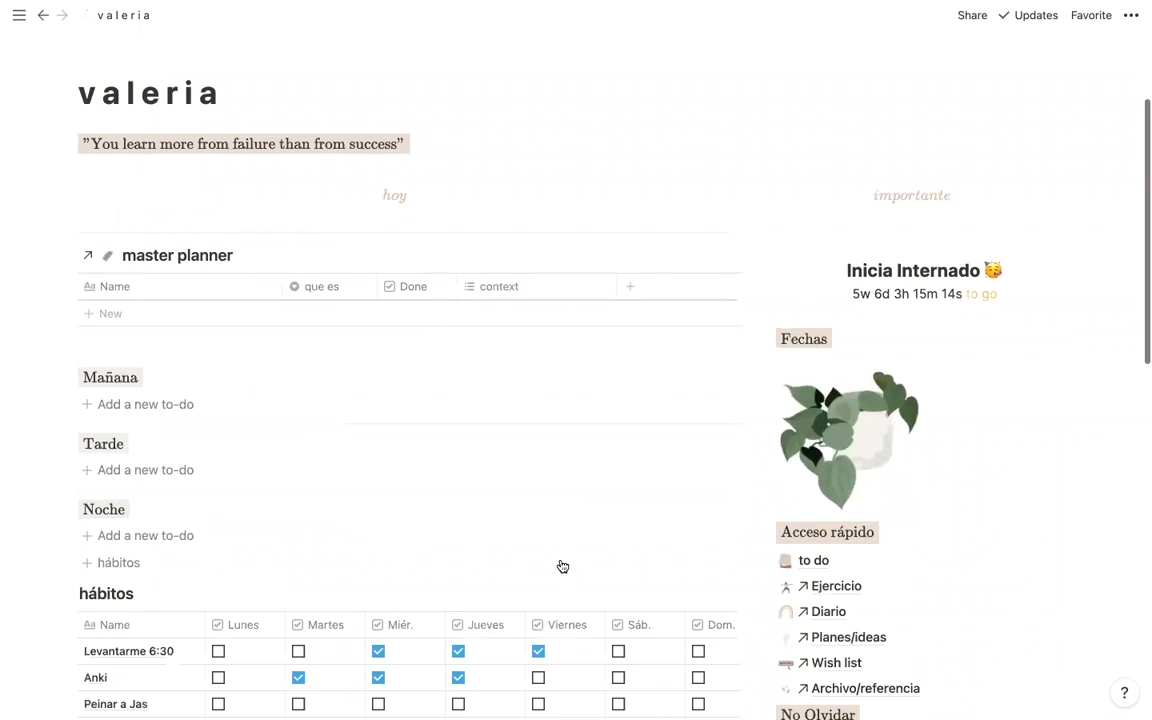 valeria
Share Updates Favorite
valeria
"You learn more from failure than from success"
hoy
importante
master planner
Name que es Done context
New
Mañana
Add a new to-do
Tarde
Add a new to-do
Noche
Add a new to-do
hábitos
hábitos
Name Lunes Martes Miér. Jueves Viernes Sáb. Dom.
Levantarme 6:30
Anki
Peinar a Jas
Inicia Internado 🥳
5w 6d 3h 15m 14s to go
Fechas
Acceso rápido
to do
Ejercicio
Diario
Planes/ideas
Wish list
Archivo/referencia
No Olvidar
?